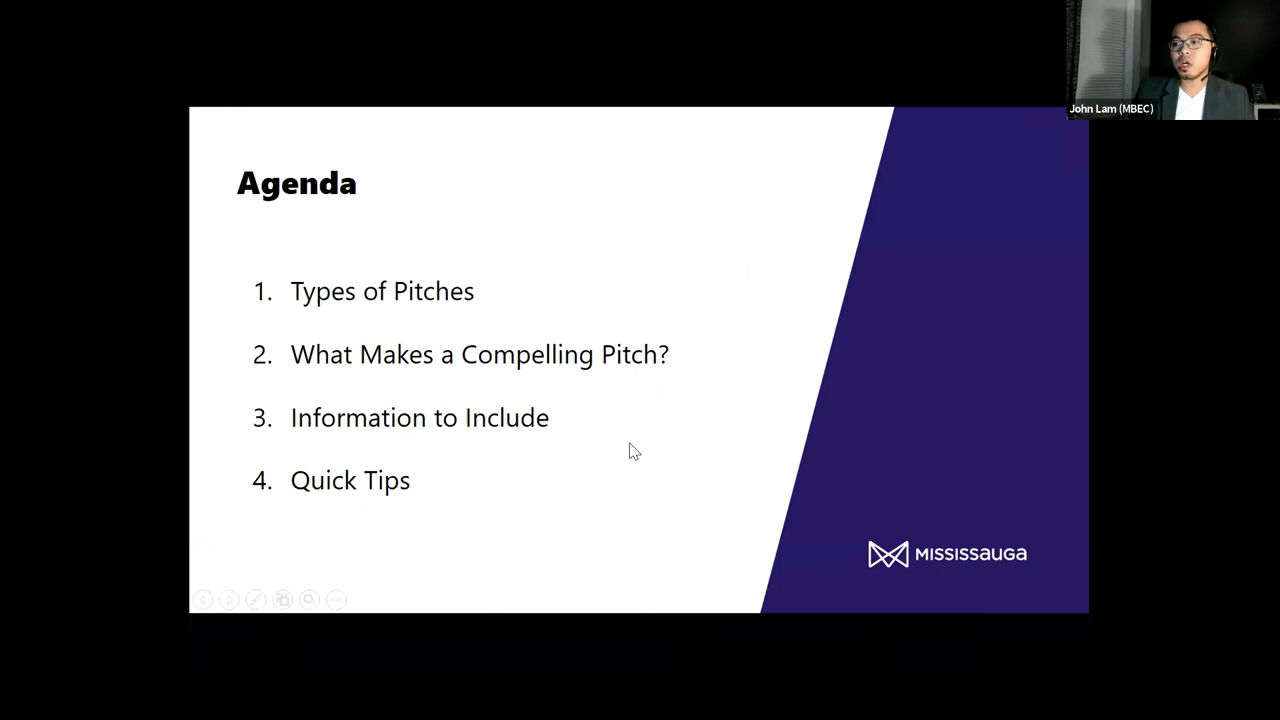 John Lam (MBEC)
Agenda
1. Types of Pitches
2. What Makes a Compelling Pitch?
3. Information to Include
4. Quick Tips
MISSISSAUGA